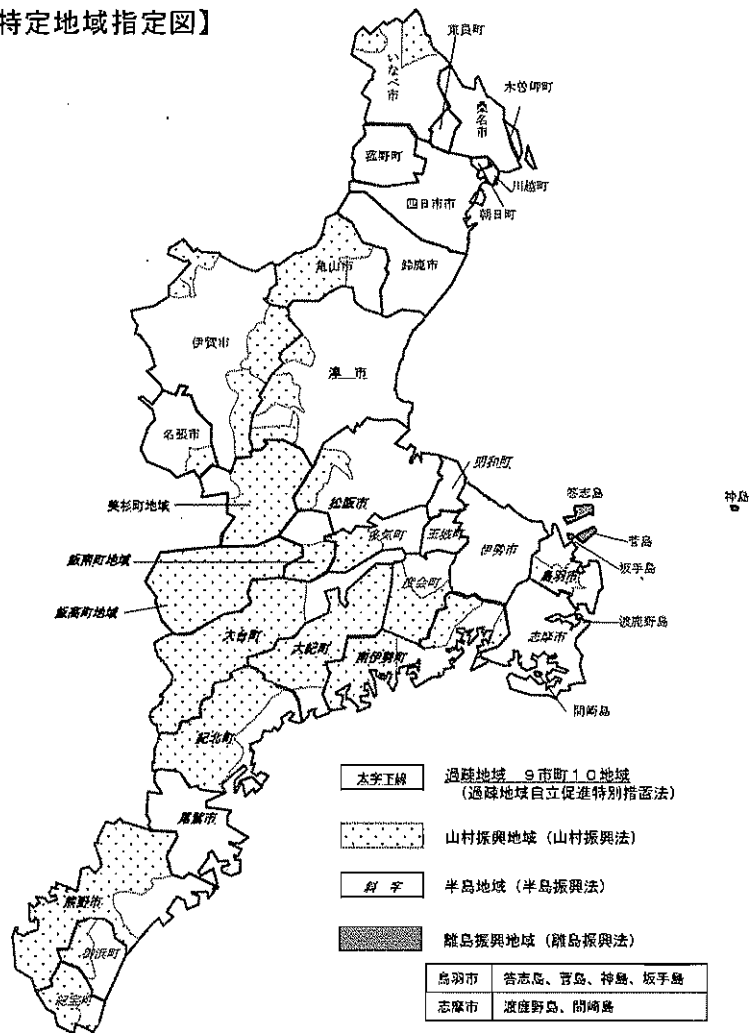 特定地域指定図】
東員町
いなべ市
木曽岬町
桑名市
菰野町
川越町
四日市市
朝日町
亀山市
鈴鹿市
伊賀市
津 市
名張市
明和町
答志島
神島
美杉町地域
松阪市
多気町
玉城町
伊勢市
菅島
飯南町地域
坂手島
度会町
鳥羽市
飯高町地域
渡鹿野島
大台町
大紀町
南伊勢町
志摩市
間崎島
紀北町
太字下線 過疎地域 9市町10地域
(過疎地域自立促進特別措置法)
尾鷲市
山村振興地域 (山村振興法)
斜 字 半島地域 (半島振興法)
熊野市
御浜町
離島振興地域 (離島振興法)
紀宝町
鳥羽市 答志島、菅島、神島、坂手島
志摩市 渡鹿野島、間崎島